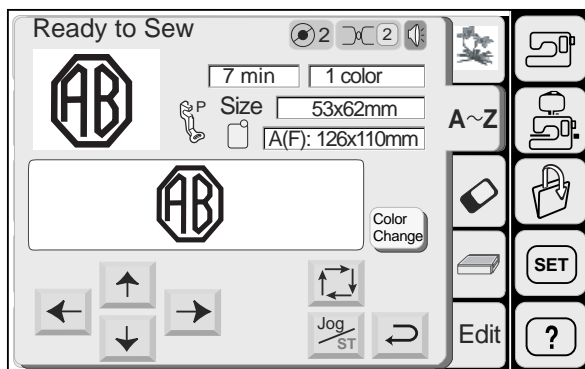 Ready to Sew
2
2
AB
7 min
1 color
P
Size
53x62mm
A(F): 126x110mm
A~Z
AB
Color
Change
SET
Jog
ST
Edit
?